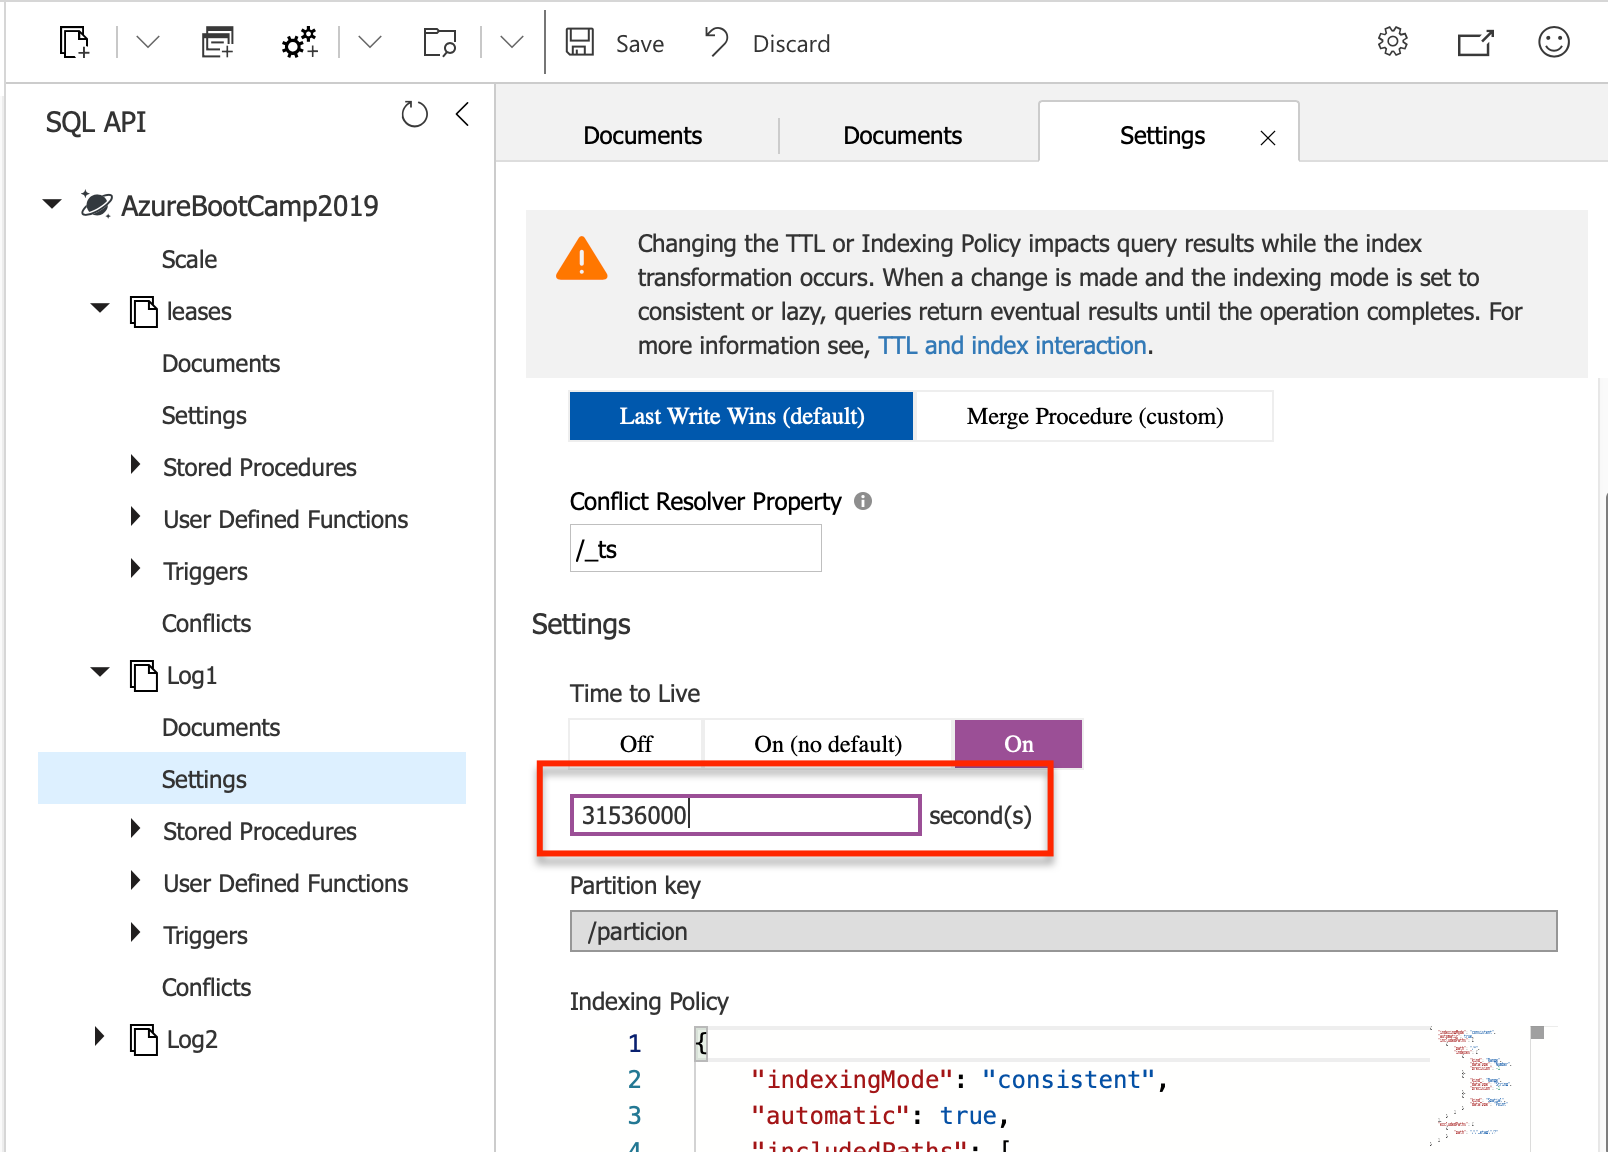 Save
Discard
SQL API
AzureBootCamp2019
Scale
leases
Documents
Settings
Stored Procedures
User Defined Functions
Triggers
Conflicts
Log1
Documents
Settings
Stored Procedures
User Defined Functions
Triggers
Conflicts
Log2
Documents
Documents
Settings
Changing the TTL or Indexing Policy impacts query results while the index
transformation occurs. When a change is made and the indexing mode is set to
consistent or lazy, queries return eventual results until the operation completes. For
more information see, TTL and index interaction.
Last Write Wins (default)
Merge Procedure (custom)
Conflict Resolver Property
/_ts
Settings
Time to Live
Off
On (no default)
On
31536000 second(s)
Partition key
/particion
Indexing Policy
1 {
2 "indexingMode": "consistent",
3 "automatic": true,
4 "includedPaths": [